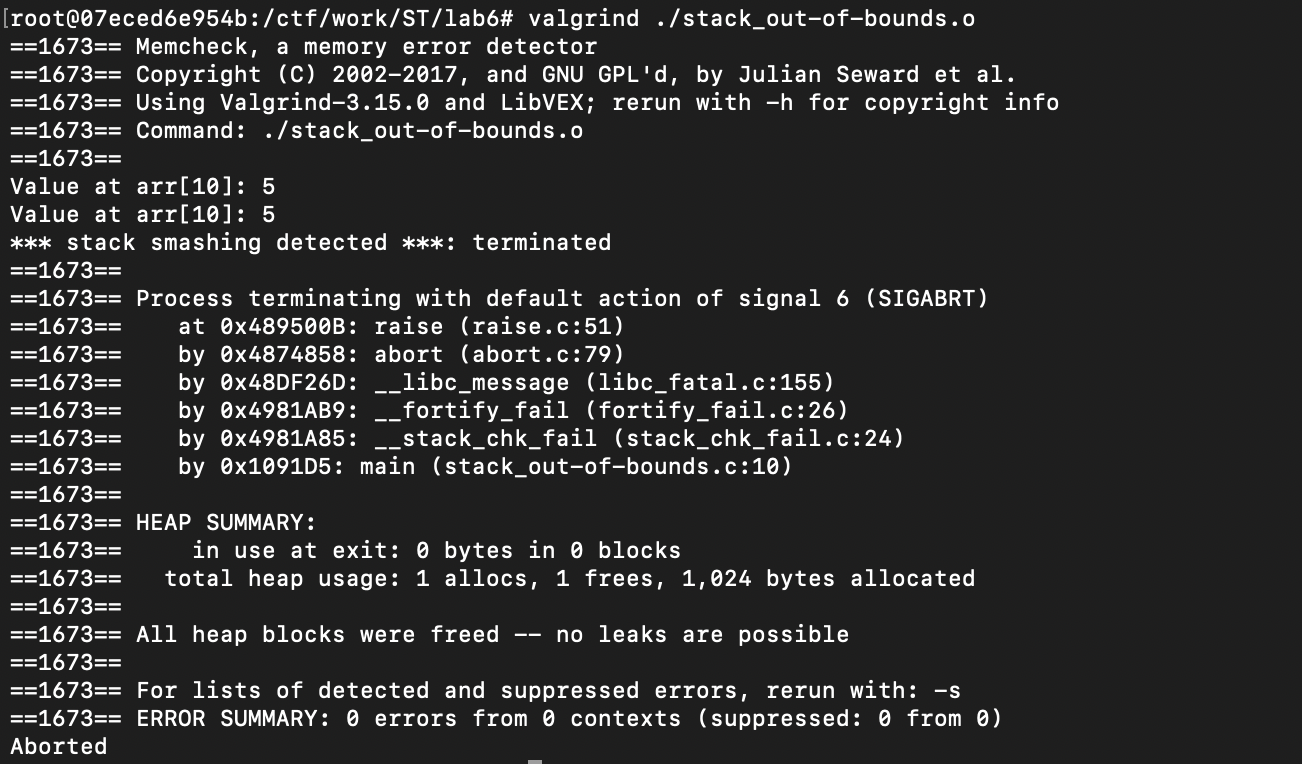 [root@07eced6e954b:/ctf/work/ST/lab6# valgrind ./stack_out-of-bounds.o
==1673== Memcheck, a memory error detector
==1673== Copyright (C) 2002-2017, and GNU GPL'd, by Julian Seward et al.
==1673== Using Valgrind-3.15.0 and LibVEX; rerun with -h for copyright info
==1673== Command: ./stack_out-of-bounds.o
==1673==
Value at arr[10]: 5
Value at arr[10]: 5
*** stack smashing detected ***: terminated
==1673==
==1673== Process terminating with default action of signal 6 (SIGABRT)
==1673==    at 0x489500B: raise (raise.c:51)
==1673==    by 0x4874858: abort (abort.c:79)
==1673==    by 0x48DF26D: __libc_message (libc_fatal.c:155)
==1673==    by 0x4981AB9: __fortify_fail (fortify_fail.c:26)
==1673==    by 0x4981A85: __stack_chk_fail (stack_chk_fail.c:24)
==1673==    by 0x1091D5: main (stack_out-of-bounds.c:10)
==1673==
==1673== HEAP SUMMARY:
==1673==     in use at exit: 0 bytes in 0 blocks
==1673==   total heap usage: 1 allocs, 1 frees, 1,024 bytes allocated
==1673==
==1673== All heap blocks were freed -- no leaks are possible
==1673==
==1673== For lists of detected and suppressed errors, rerun with: -s
==1673== ERROR SUMMARY: 0 errors from 0 contexts (suppressed: 0 from 0)
Aborted